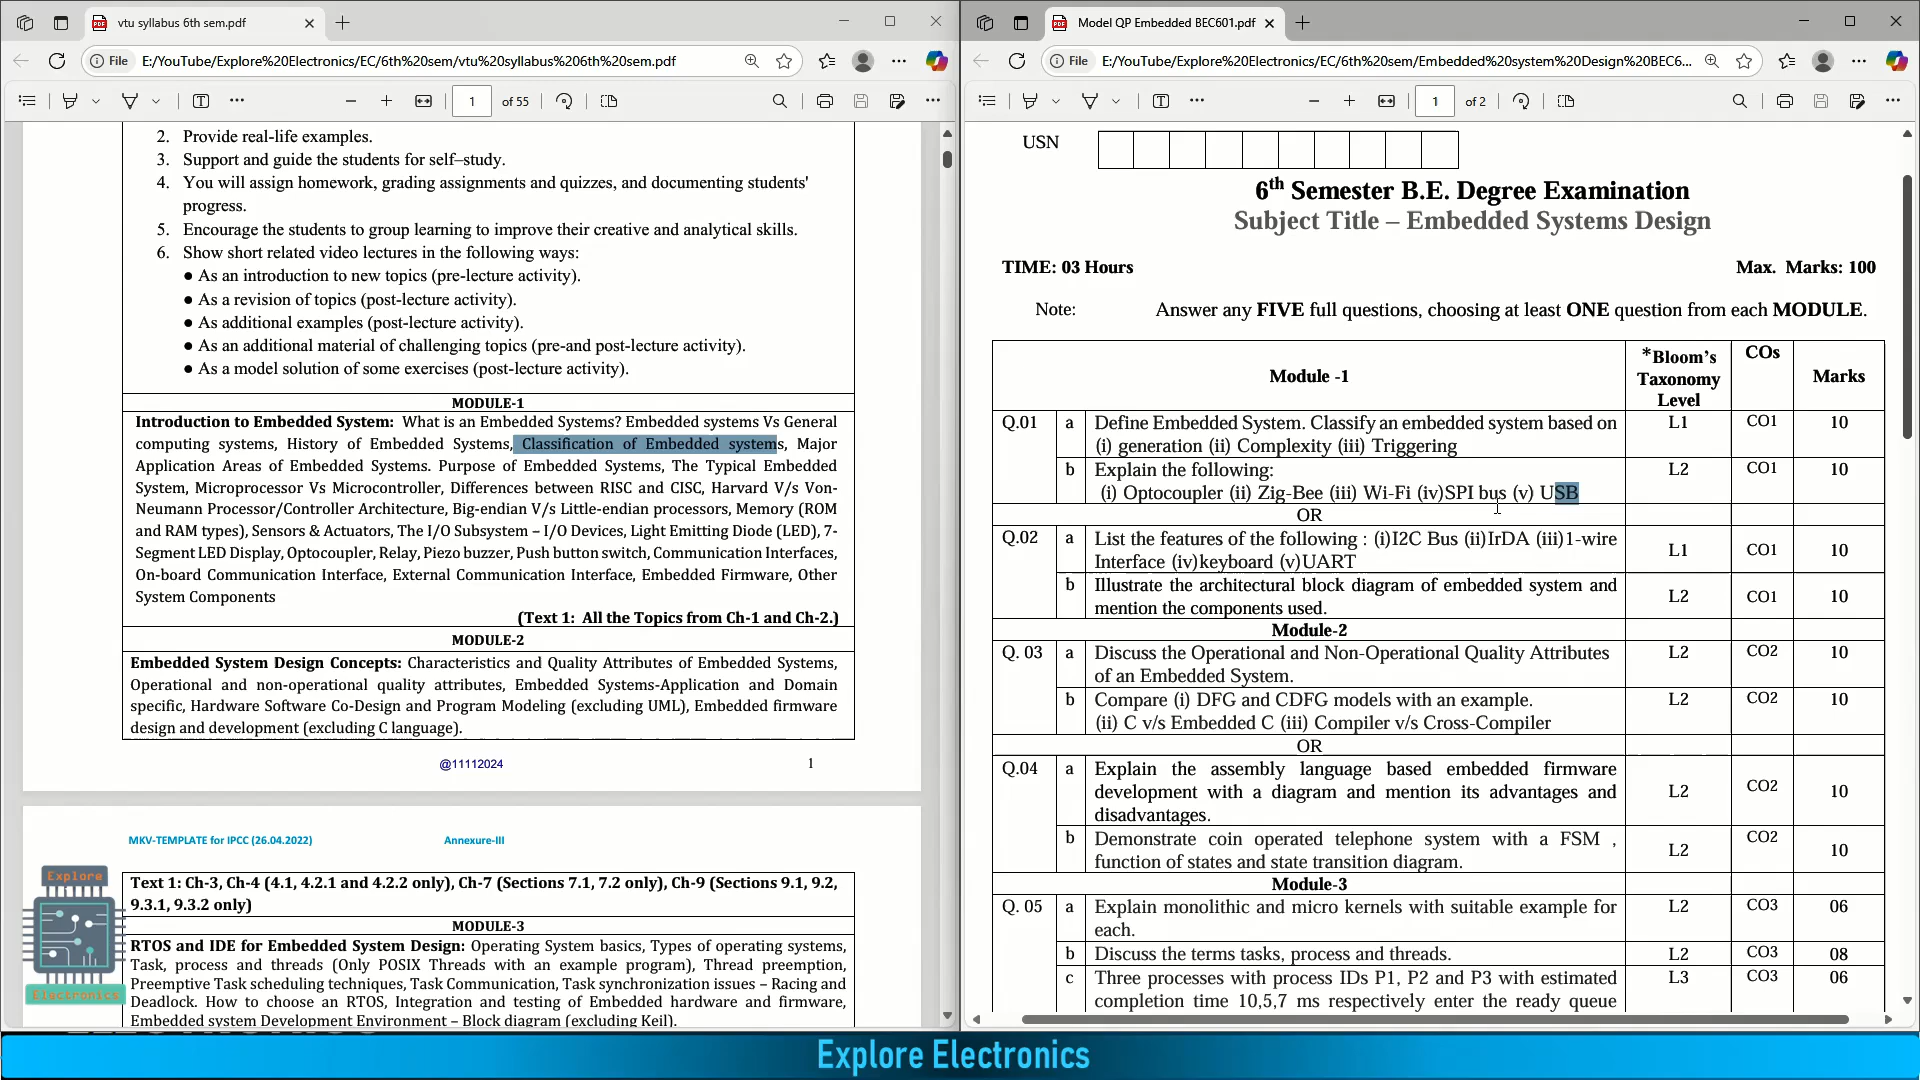 vtu syllabus 6th sem.pdf
File
E:/YouTube/Explore%20Electronics/EC/6th%20sem/vtu%20syllabus%206th%20sem.pdf
1
of 55
2. Provide real-life examples.
3. Support and guide the students for self–study.
4. You will assign homework, grading assignments and quizzes, and documenting students'
progress.
5. Encourage the students to group learning to improve their creative and analytical skills.
6. Show short related video lectures in the following ways:
● As an introduction to new topics (pre-lecture activity).
● As a revision of topics (post-lecture activity).
● As additional examples (post-lecture activity).
● As an additional material of challenging topics (pre-and post-lecture activity).
● As a model solution of some exercises (post-lecture activity).
MODULE-1
Introduction to Embedded System: What is an Embedded Systems? Embedded systems Vs General
computing systems, History of Embedded Systems, Classification of Embedded systems, Major
Application Areas of Embedded Systems. Purpose of Embedded Systems, The Typical Embedded
System, Microprocessor Vs Microcontroller, Differences between RISC and CISC, Harvard V/s Von-
Neumann Processor/Controller Architecture, Big-endian V/s Little-endian processors, Memory (ROM
and RAM types), Sensors & Actuators, The I/O Subsystem – I/O Devices, Light Emitting Diode (LED), 7-
Segment LED Display, Optocoupler, Relay, Piezo buzzer, Push button switch, Communication Interfaces,
On-board Communication Interface, External Communication Interface, Embedded Firmware, Other
System Components
(Text 1: All the Topics from Ch-1 and Ch-2.)
MODULE-2
Embedded System Design Concepts: Characteristics and Quality Attributes of Embedded Systems,
Operational and non-operational quality attributes, Embedded Systems-Application and Domain
specific, Hardware Software Co-Design and Program Modeling (excluding UML), Embedded firmware
design and development (excluding C language).
@11112024
1
MKV-TEMPLATE for IPCC (26.04.2022)
Annexure-III
Text 1: Ch-3, Ch-4 (4.1, 4.2.1 and 4.2.2 only), Ch-7 (Sections 7.1, 7.2 only), Ch-9 (Sections 9.1, 9.2,
9.3.1, 9.3.2 only)
MODULE-3
RTOS and IDE for Embedded System Design: Operating System basics, Types of operating systems,
Task, process and threads (Only POSIX Threads with an example program), Thread preemption,
Preemptive Task scheduling techniques, Task Communication, Task synchronization issues – Racing and
Deadlock. How to choose an RTOS, Integration and testing of Embedded hardware and firmware,
Embedded system Development Environment – Block diagram (excluding Keil).
Explore
Electronics
Model QP Embedded BEC601.pdf
File
E:/YouTube/Explore%20Electronics/EC/6th%20sem/Embedded%20system%20Design%20BEC6...
1
of 2
USN
6th Semester B.E. Degree Examination
Subject Title – Embedded Systems Design
TIME: 03 Hours
Max. Marks: 100
Note: Answer any FIVE full questions, choosing at least ONE question from each MODULE.
Module -1
*Bloom's Taxonomy Level
COs
Marks
Q.01 a Define Embedded System. Classify an embedded system based on L1 CO1 10
(i) generation (ii) Complexity (iii) Triggering
b Explain the following: L2 CO1 10
(i) Optocoupler (ii) Zig-Bee (iii) Wi-Fi (iv)SPI bus (v) USB
OR
Q.02 a List the features of the following : (i)I2C Bus (ii)IrDA (iii)1-wire L1 CO1 10
Interface (iv)keyboard (v)UART
b Illustrate the architectural block diagram of embedded system and L2 CO1 10
mention the components used.
Module-2
Q. 03 a Discuss the Operational and Non-Operational Quality Attributes L2 CO2 10
of an Embedded System.
b Compare (i) DFG and CDFG models with an example. L2 CO2 10
(ii) C v/s Embedded C (iii) Compiler v/s Cross-Compiler
OR
Q.04 a Explain the assembly language based embedded firmware
development with a diagram and mention its advantages and L2 CO2 10
disadvantages.
b Demonstrate coin operated telephone system with a FSM , L2 CO2 10
function of states and state transition diagram.
Module-3
Q. 05 a Explain monolithic and micro kernels with suitable example for L2 CO3 06
each.
b Discuss the terms tasks, process and threads. L2 CO3 08
c Three processes with process IDs P1, P2 and P3 with estimated L3 CO3 06
completion time 10,5,7 ms respectively enter the ready queue
Explore Electronics